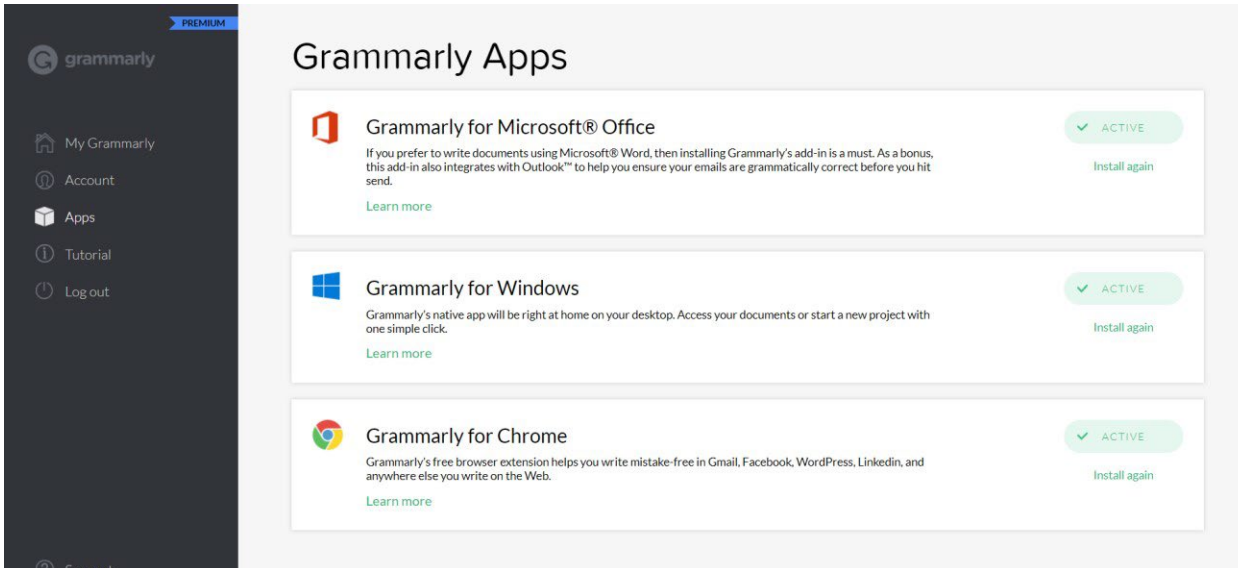 PREMIUM
grammarly
My Grammarly
Account
Apps
Tutorial
Log out
Grammarly Apps
Grammarly for Microsoft® Office
If you prefer to write documents using Microsoft® Word, then installing Grammarly's add-in is a must. As a bonus,
this add-in also integrates with Outlook™ to help you ensure your emails are grammatically correct before you hit
send.
Learn more
ACTIVE
Install again
Grammarly for Windows
Grammarly's native app will be right at home on your desktop. Access your documents or start a new project with
one simple click.
Learn more
ACTIVE
Install again
Grammarly for Chrome
Grammarly's free browser extension helps you write mistake-free in Gmail, Facebook, WordPress, Linkedin, and
anywhere else you write on the Web.
Learn more
ACTIVE
Install again